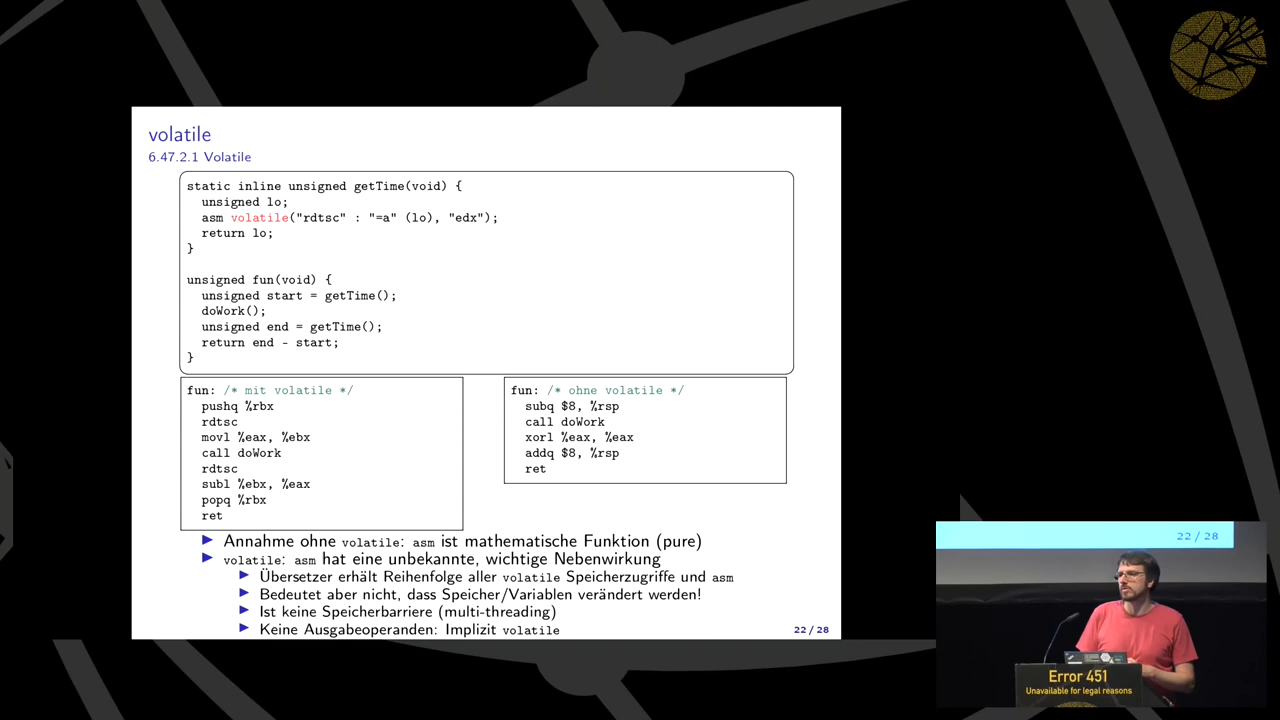 volatile
6.47.2.1 Volatile
static inline unsigned getTime(void) {
unsigned lo;
asm volatile("rdtsc" : "=a" (lo), "edx");
return lo;
}
unsigned fun(void) {
unsigned start = getTime();
doWork();
unsigned end = getTime();
return end - start;
}
fun: /* mit volatile */
pushq %rbx
rdtsc
movl %eax, %ebx
call doWork
rdtsc
subl %ebx, %eax
popq %rbx
ret
fun: /* ohne volatile */
subq $8, %rsp
call doWork
xorl %eax, %eax
addq $8, %rsp
ret
Annahme ohne volatile: asm ist mathematische Funktion (pure)
volatile: asm hat eine unbekannte, wichtige Nebenwirkung
Übersetzer erhält Reihenfolge aller volatile Speicherzugriffe und asm
Bedeutet aber nicht, dass Speicher/Variablen verändert werden!
Ist keine Speicherbarriere (multi-threading)
Keine Ausgabeoperanden: Implizit volatile
22 / 28
22 / 28
Error 451
Unavailable for legal reasons